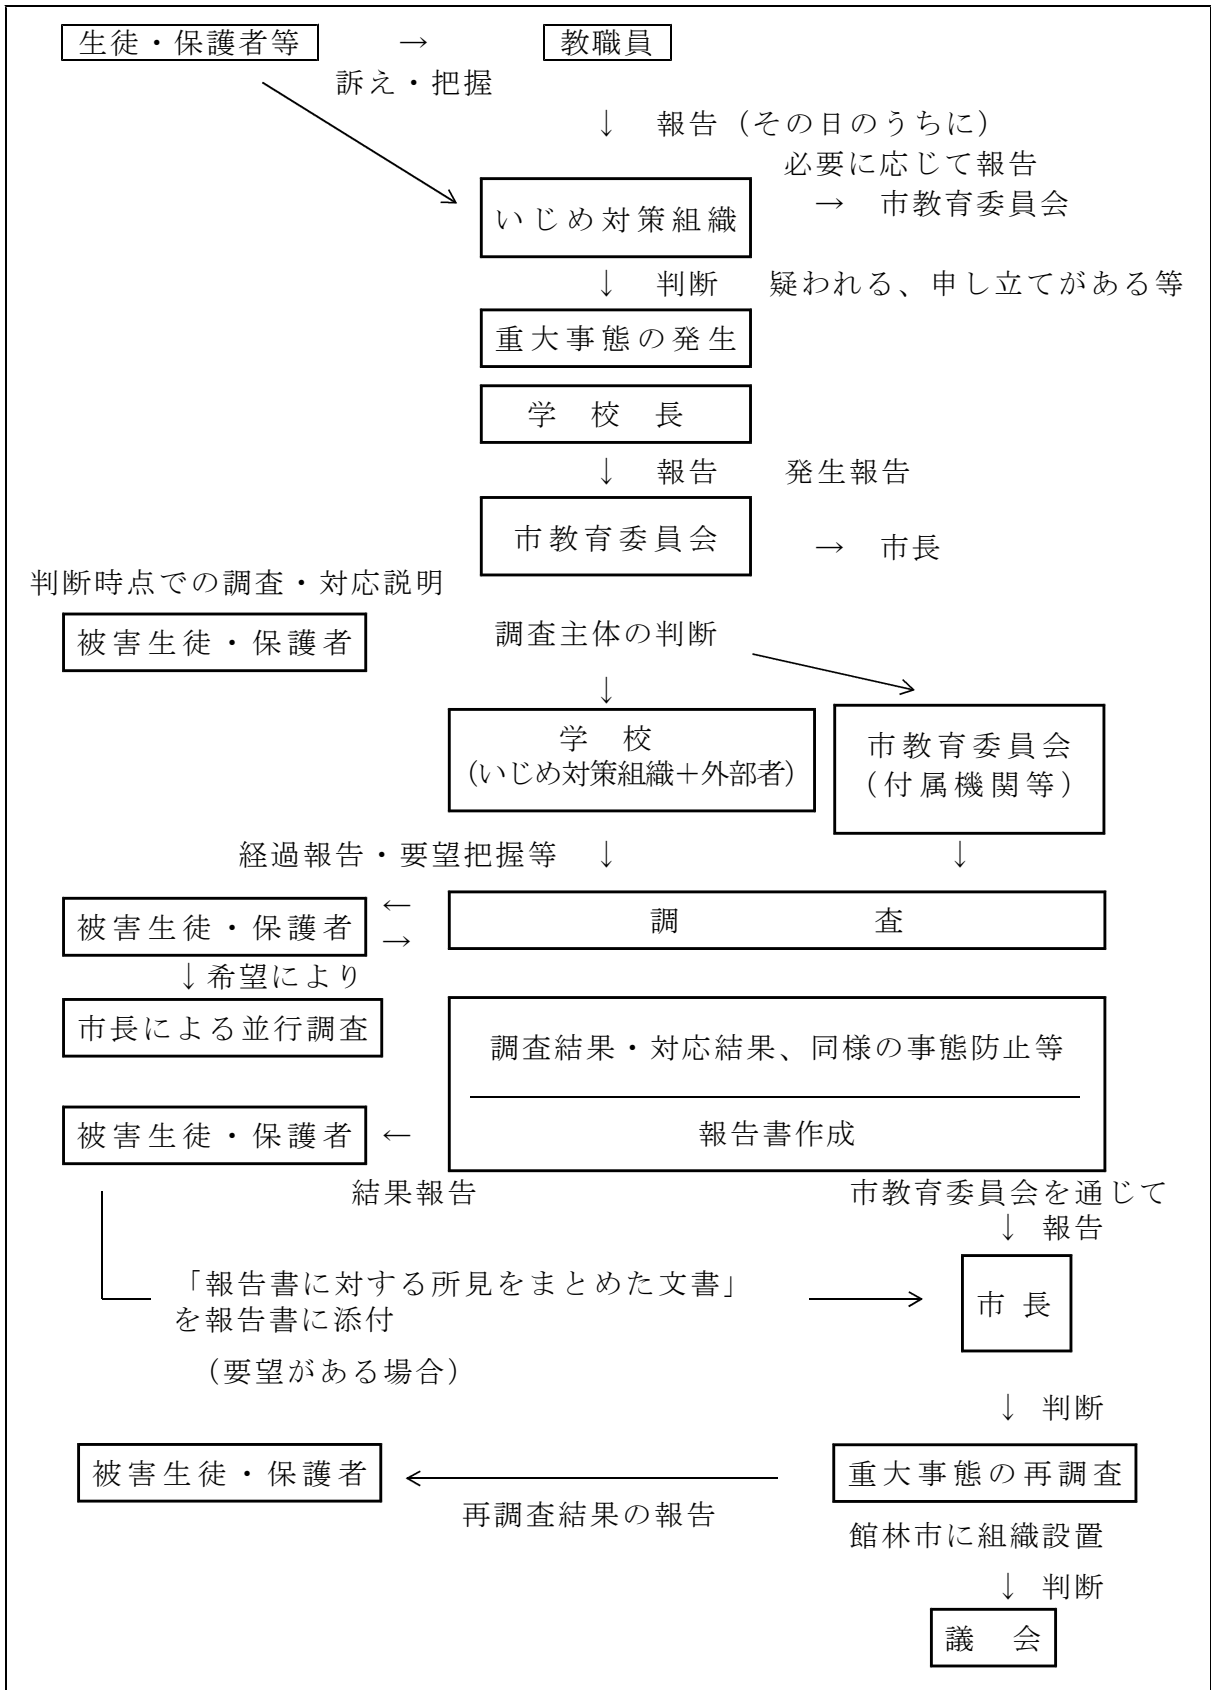 生徒・保護者等 → 教職員
訴え・把握
↓ 報告（その日のうちに）
必要に応じて報告
いじめ対策組織 → 市教育委員会
↓ 判断 疑われる、申し立てがある等
重大事態の発生
学校長
↓ 報告 発生報告
市教育委員会 → 市長
判断時点での調査・対応説明
被害生徒・保護者 調査主体の判断
↓
学校
（いじめ対策組織＋外部者）
市教育委員会
（付属機関等）
経過報告・要望把握等 ↓ ↓
被害生徒・保護者 ← → 調査
↓希望により
市長による並行調査
調査結果・対応結果、同様の事態防止等
報告書作成
被害生徒・保護者 ←
結果報告
市教育委員会を通じて
↓ 報告
「報告書に対する所見をまとめた文書」
を報告書に添付
（要望がある場合）
市長
↓ 判断
被害生徒・保護者 重大事態の再調査
再調査結果の報告
館林市に組織設置
↓ 判断
議会